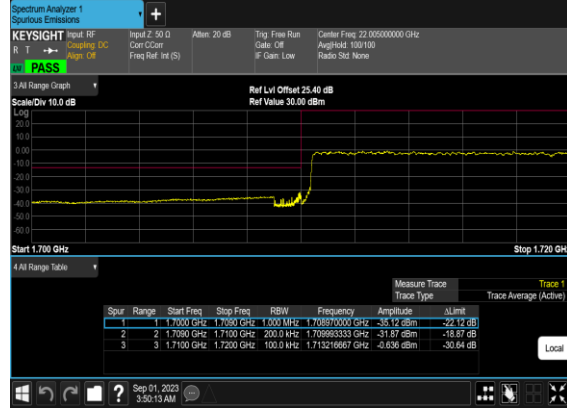 Spectrum Analyzer 1
Spurious Emissions
+
KEYSIGHT Input: RF Input Z: 50 Ω Atten: 20 dB Trig: Free Run Center Freq: 22.005000000 GHz
R T Coupling: DC Corr CCorr Gate: Off Avg|Hold: 100/100
Align: Off Freq Ref: Int (S) IF Gain: Low Radio Std: None
LW PASS
3 All Range Graph
Ref Lvl Offset 25.40 dB
Scale/Div 10.0 dB Ref Value 30.00 dBm
Log
20.0
10.0
0.00
-10.0
-20.0
-30.0
-40.0
-50.0
-60.0
Start 1.700 GHz Stop 1.720 GHz
4 All Range Table
Measure Trace Trace 1
Trace Type Trace Average (Active)
Spur Range Start Freq Stop Freq RBW Frequency Amplitude ΔLimit
1 1 1.7000 GHz 1.7090 GHz 1.000 MHz 1.708970000 GHz -35.12 dBm -22.12 dB
2 2 1.7090 GHz 1.7100 GHz 200.0 kHz 1.709993333 GHz -31.87 dBm -18.87 dB
3 3 1.7100 GHz 1.7200 GHz 100.0 kHz 1.713216667 GHz -0.636 dBm -30.64 dB
Local
? Sep 01, 2023
3:50:13 AM